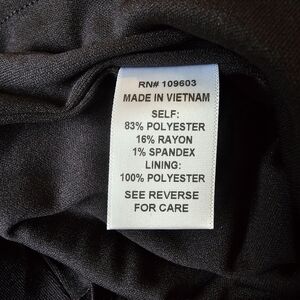 RN# 109603
MADE IN VIETNAM
SELF:
83% POLYESTER
16% RAYON
1% SPANDEX
LINING:
100% POLYESTER
SEE REVERSE
FOR CARE